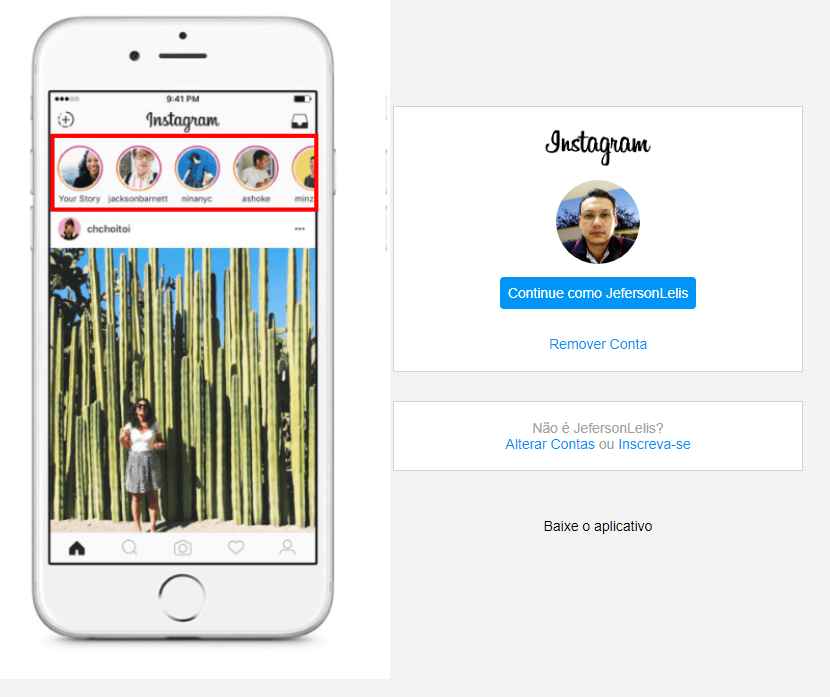 9:41 PM
Instagram
Your Story jacksonbarnett ninanyc ashoke minz
chchoitoi
Instagram
Continue como JefersonLelis
Remover Conta
Não é JefersonLelis?
Alterar Contas ou Inscreva-se
Baixe o aplicativo